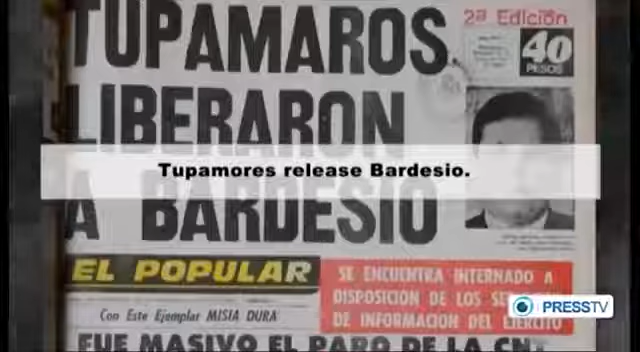 TUPAMAROS
2ª Edición
40
PESOS
LIBERARON
Tupamores release Bardesio.
A BARDESIO
EL POPULAR
SE ENCUENTRA INTERNADO A
DISPOSICIÓN DE LOS SE
DE INFORMACION DEL EJERCITO
PRESSTV
Con Este Ejemplar MISIA DURA
FUE MASIVO EL PARO DE LA CN